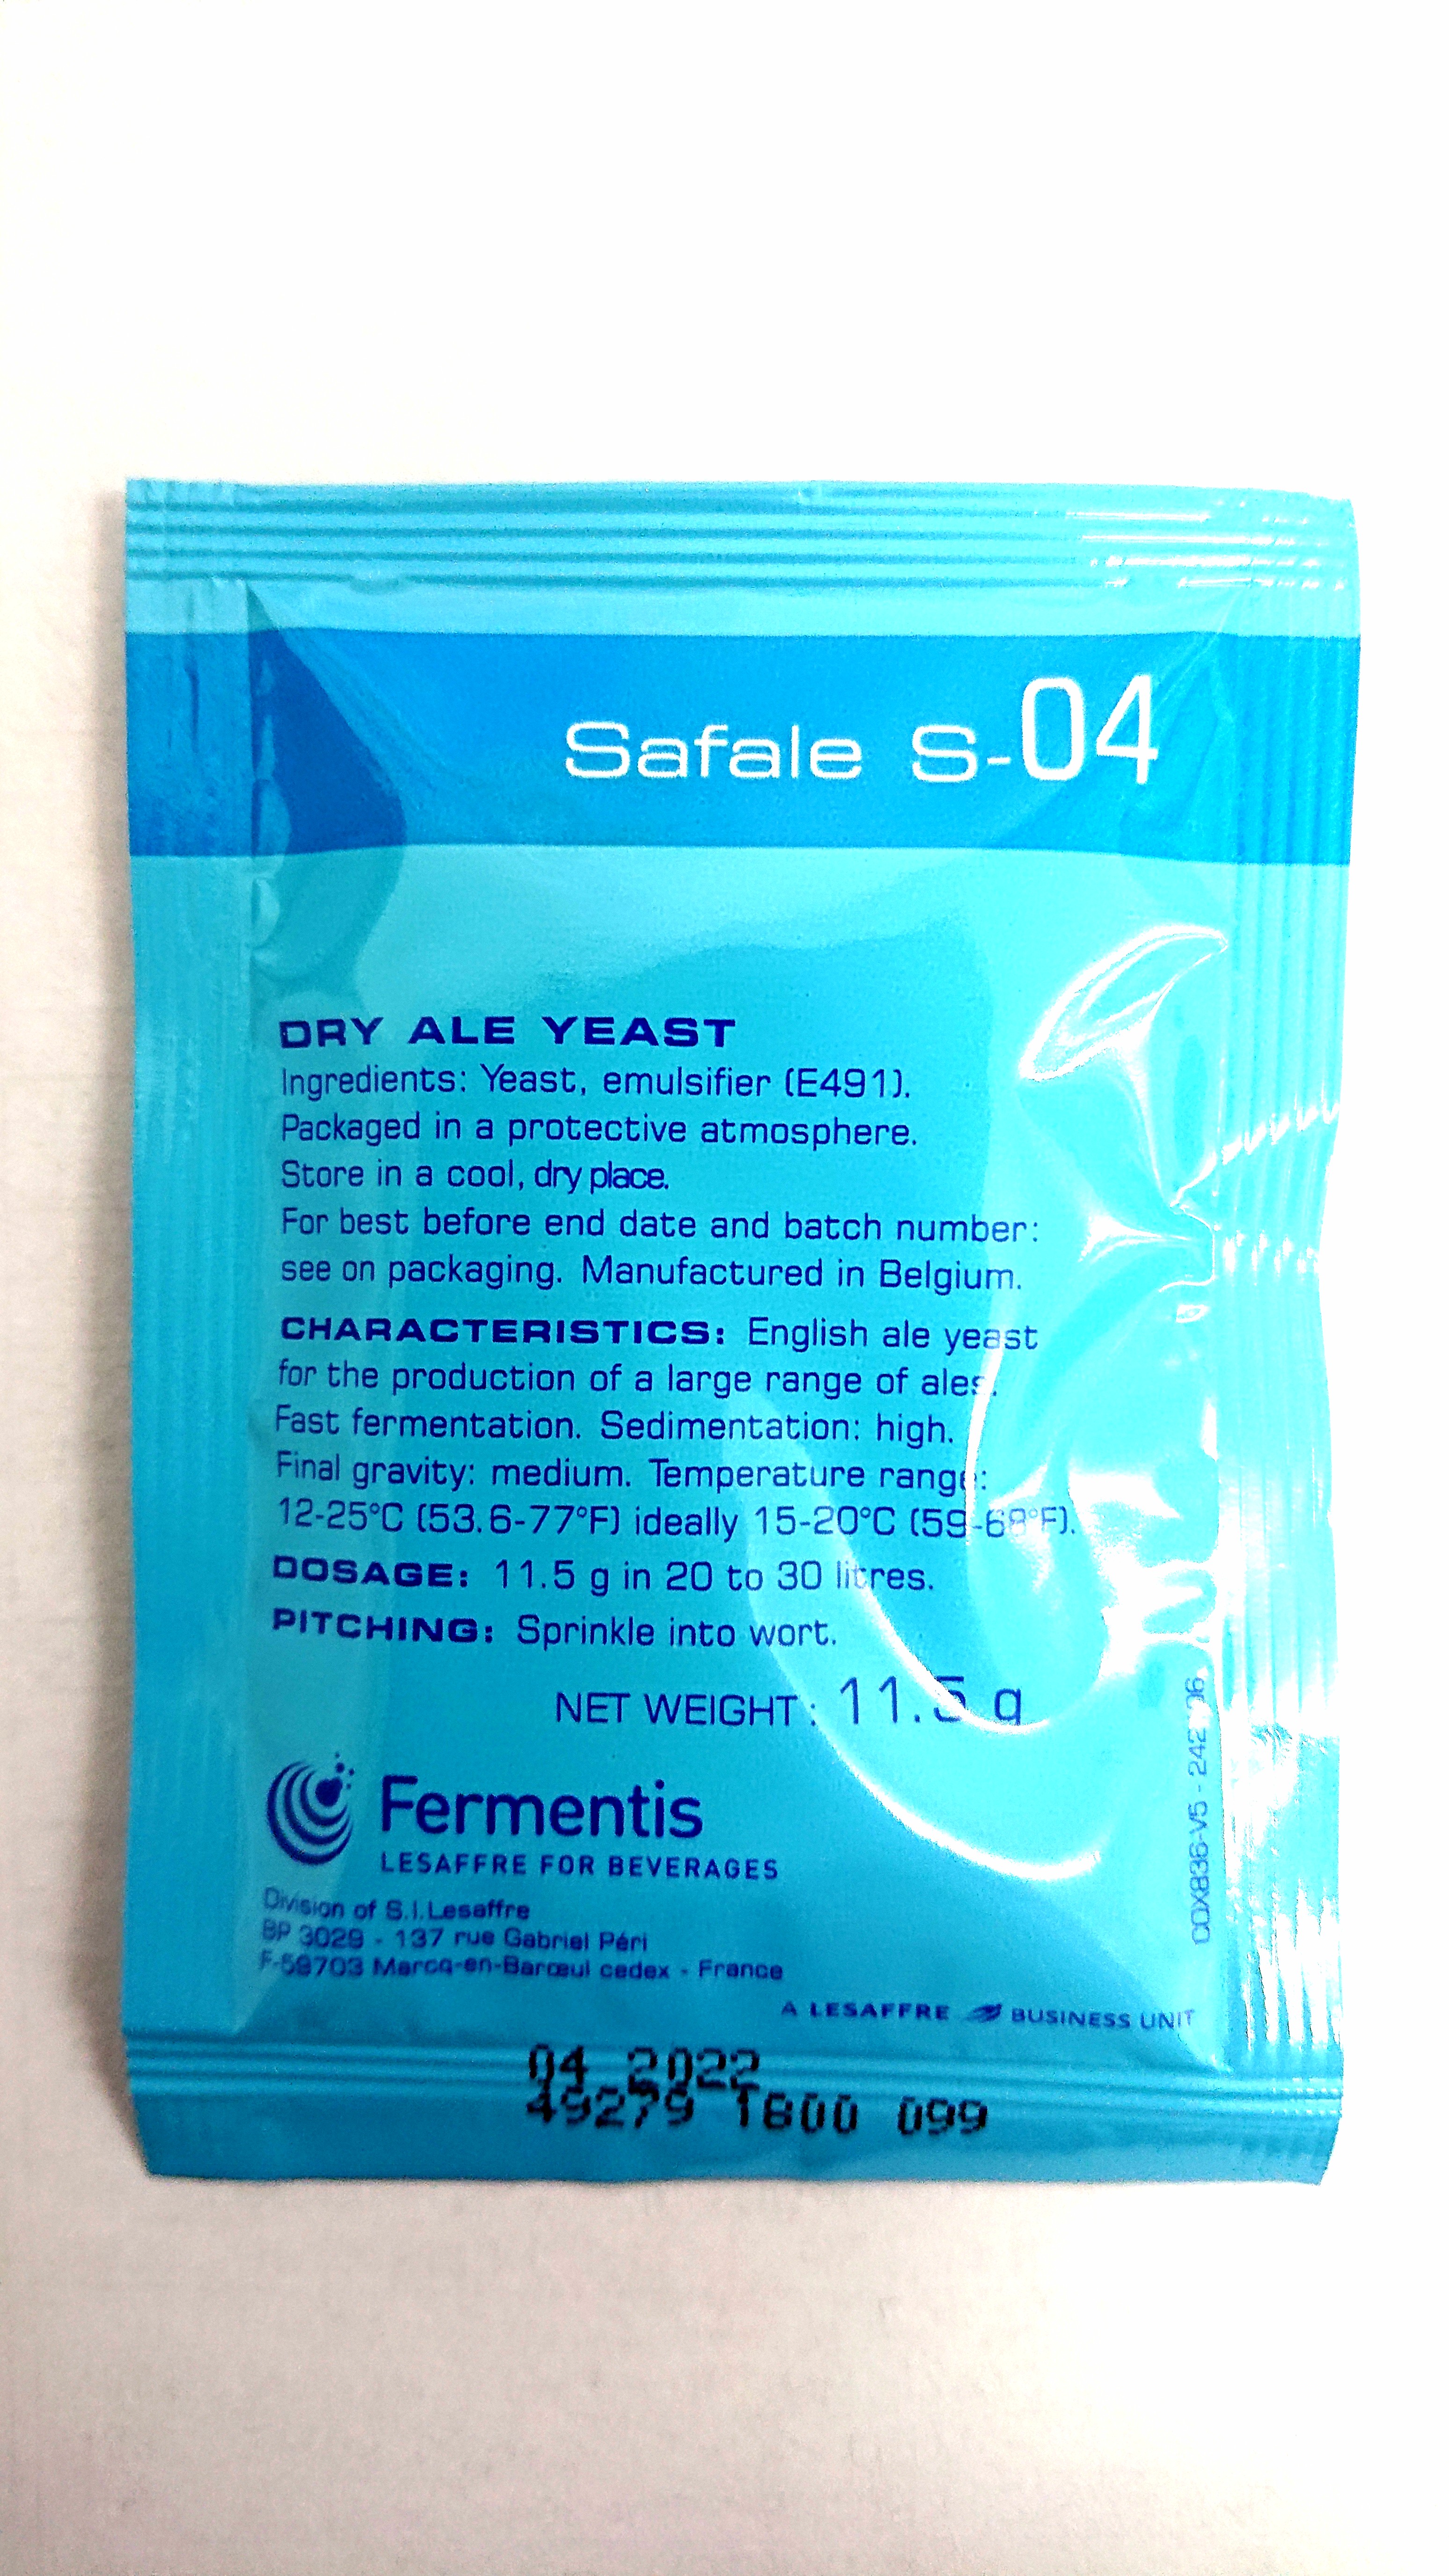 Safale S-04
DRY ALE YEAST
Ingredients: Yeast, emulsifier (E491).
Packaged in a protective atmosphere.
Store in a cool, dry place.
For best before end date and batch number:
see on packaging. Manufactured in Belgium.
CHARACTERISTICS: English ale yeast
for the production of a large range of ales.
Fast fermentation. Sedimentation: high.
Final gravity: medium. Temperature range:
12-25°C (53.6-77°F) ideally 15-20°C (59-68°F).
DOSAGE: 11.5 g in 20 to 30 litres.
PITCHING: Sprinkle into wort.
NET WEIGHT: 11.5 g
Fermentis
LESAFFRE FOR BEVERAGES
Division of S.I.Lesaffre
BP 3029 - 137 rue Gabriel Péri
F-59703 Marcq-en-Barœul cedex - France
A LESAFFRE BUSINESS UNIT
04 2022
49279 1800 099